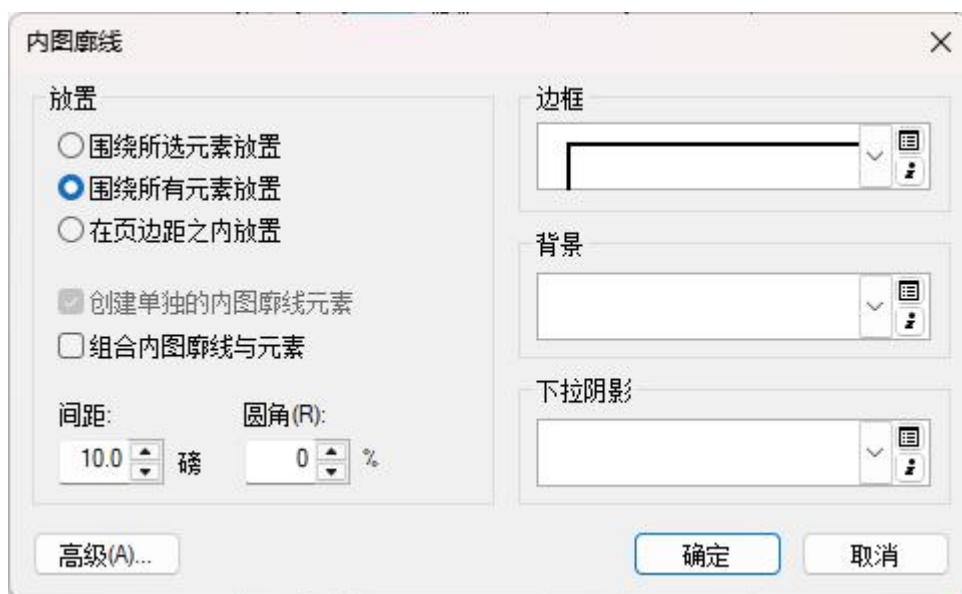 内图廓线
放置
围绕所选元素放置
围绕所有元素放置
在页边距之内放置
创建单独的内图廓线元素
组合内图廓线与元素
间距:
圆角(R):
10.0
磅
0
%
边框
背景
下拉阴影
高级(A)...
确定
取消